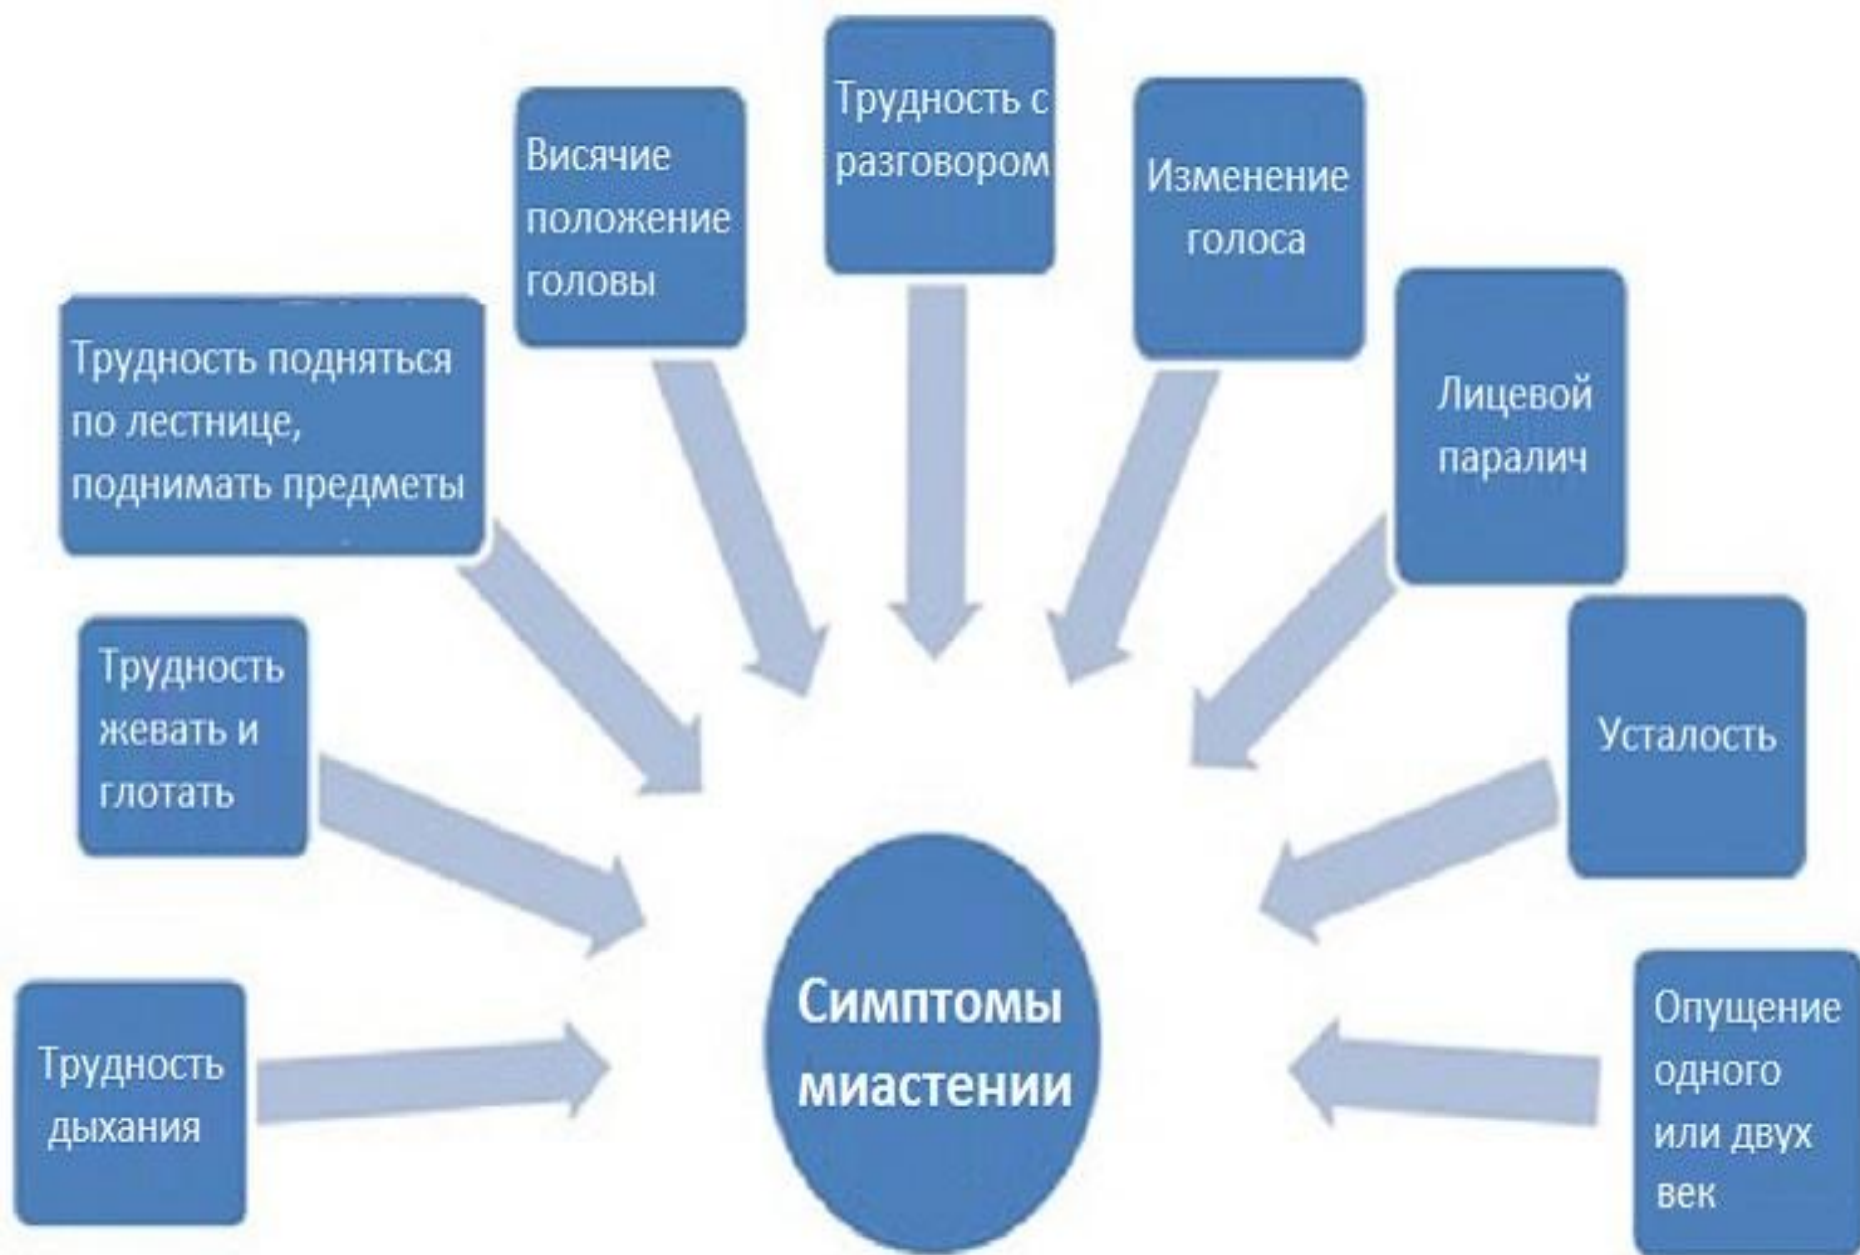 Трудность с
разговором
Висячие
положение
головы
Изменение
голоса
Трудность подняться
по лестнице,
поднимать предметы
Лицевой
паралич
Трудность
жевать и
глотать
Усталость
Трудность
дыхания
Симптомы
миастении
Опущение
одного
или двух
век